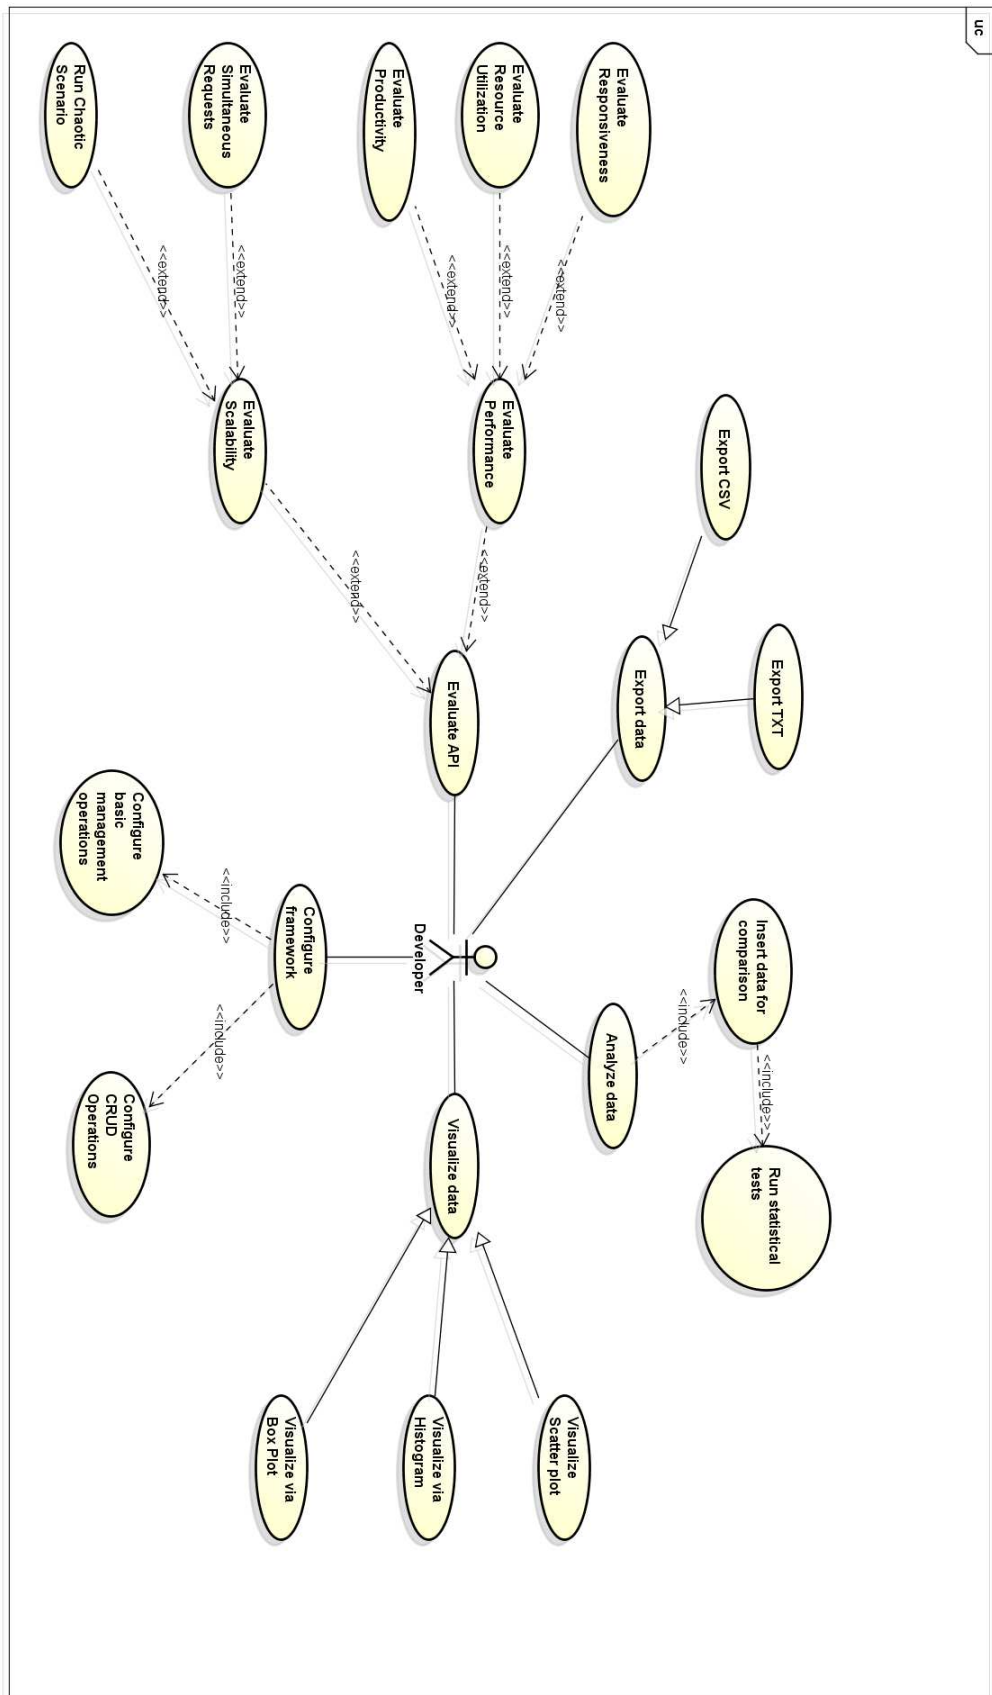 uc
Export TXT
Insert data for
comparison
<<include>>
Run statistical
tests
Export CSV
Export data
<<include>>
Analyze data
Evaluate
Responsiveness
<<extend>>
Visualize
Scatter plot
Evaluate
Resource
Utilization
<<extend>>
Evaluate
Performance
<<extend>>
Evaluate
Productivity
<<extend>>
Evaluate API
Developer
Visualize data
Visualize via
Histogram
<<extend>>
Evaluate
Simultaneous
Requests
<<extend>>
Evaluate
Scalability
Configure
framework
Visualize via
Box Plot
<<include>>
<<include>>
Run Chaotic
Scenario
<<extend>>
Configure
basic
management
operations
Configure
CRUD
Operations